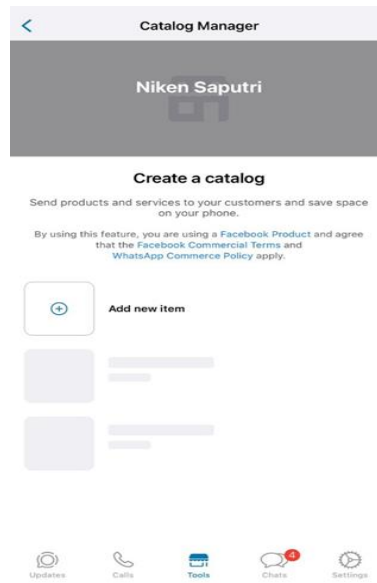 Catalog Manager
Niken Saputri
Create a catalog
Send products and services to your customers and save space
on your phone.
By using this feature, you are using a Facebook Product and agree
that the Facebook Commercial Terms and
WhatsApp Commerce Policy apply.
Add new item
4
Updates Calls Tools Chats Settings